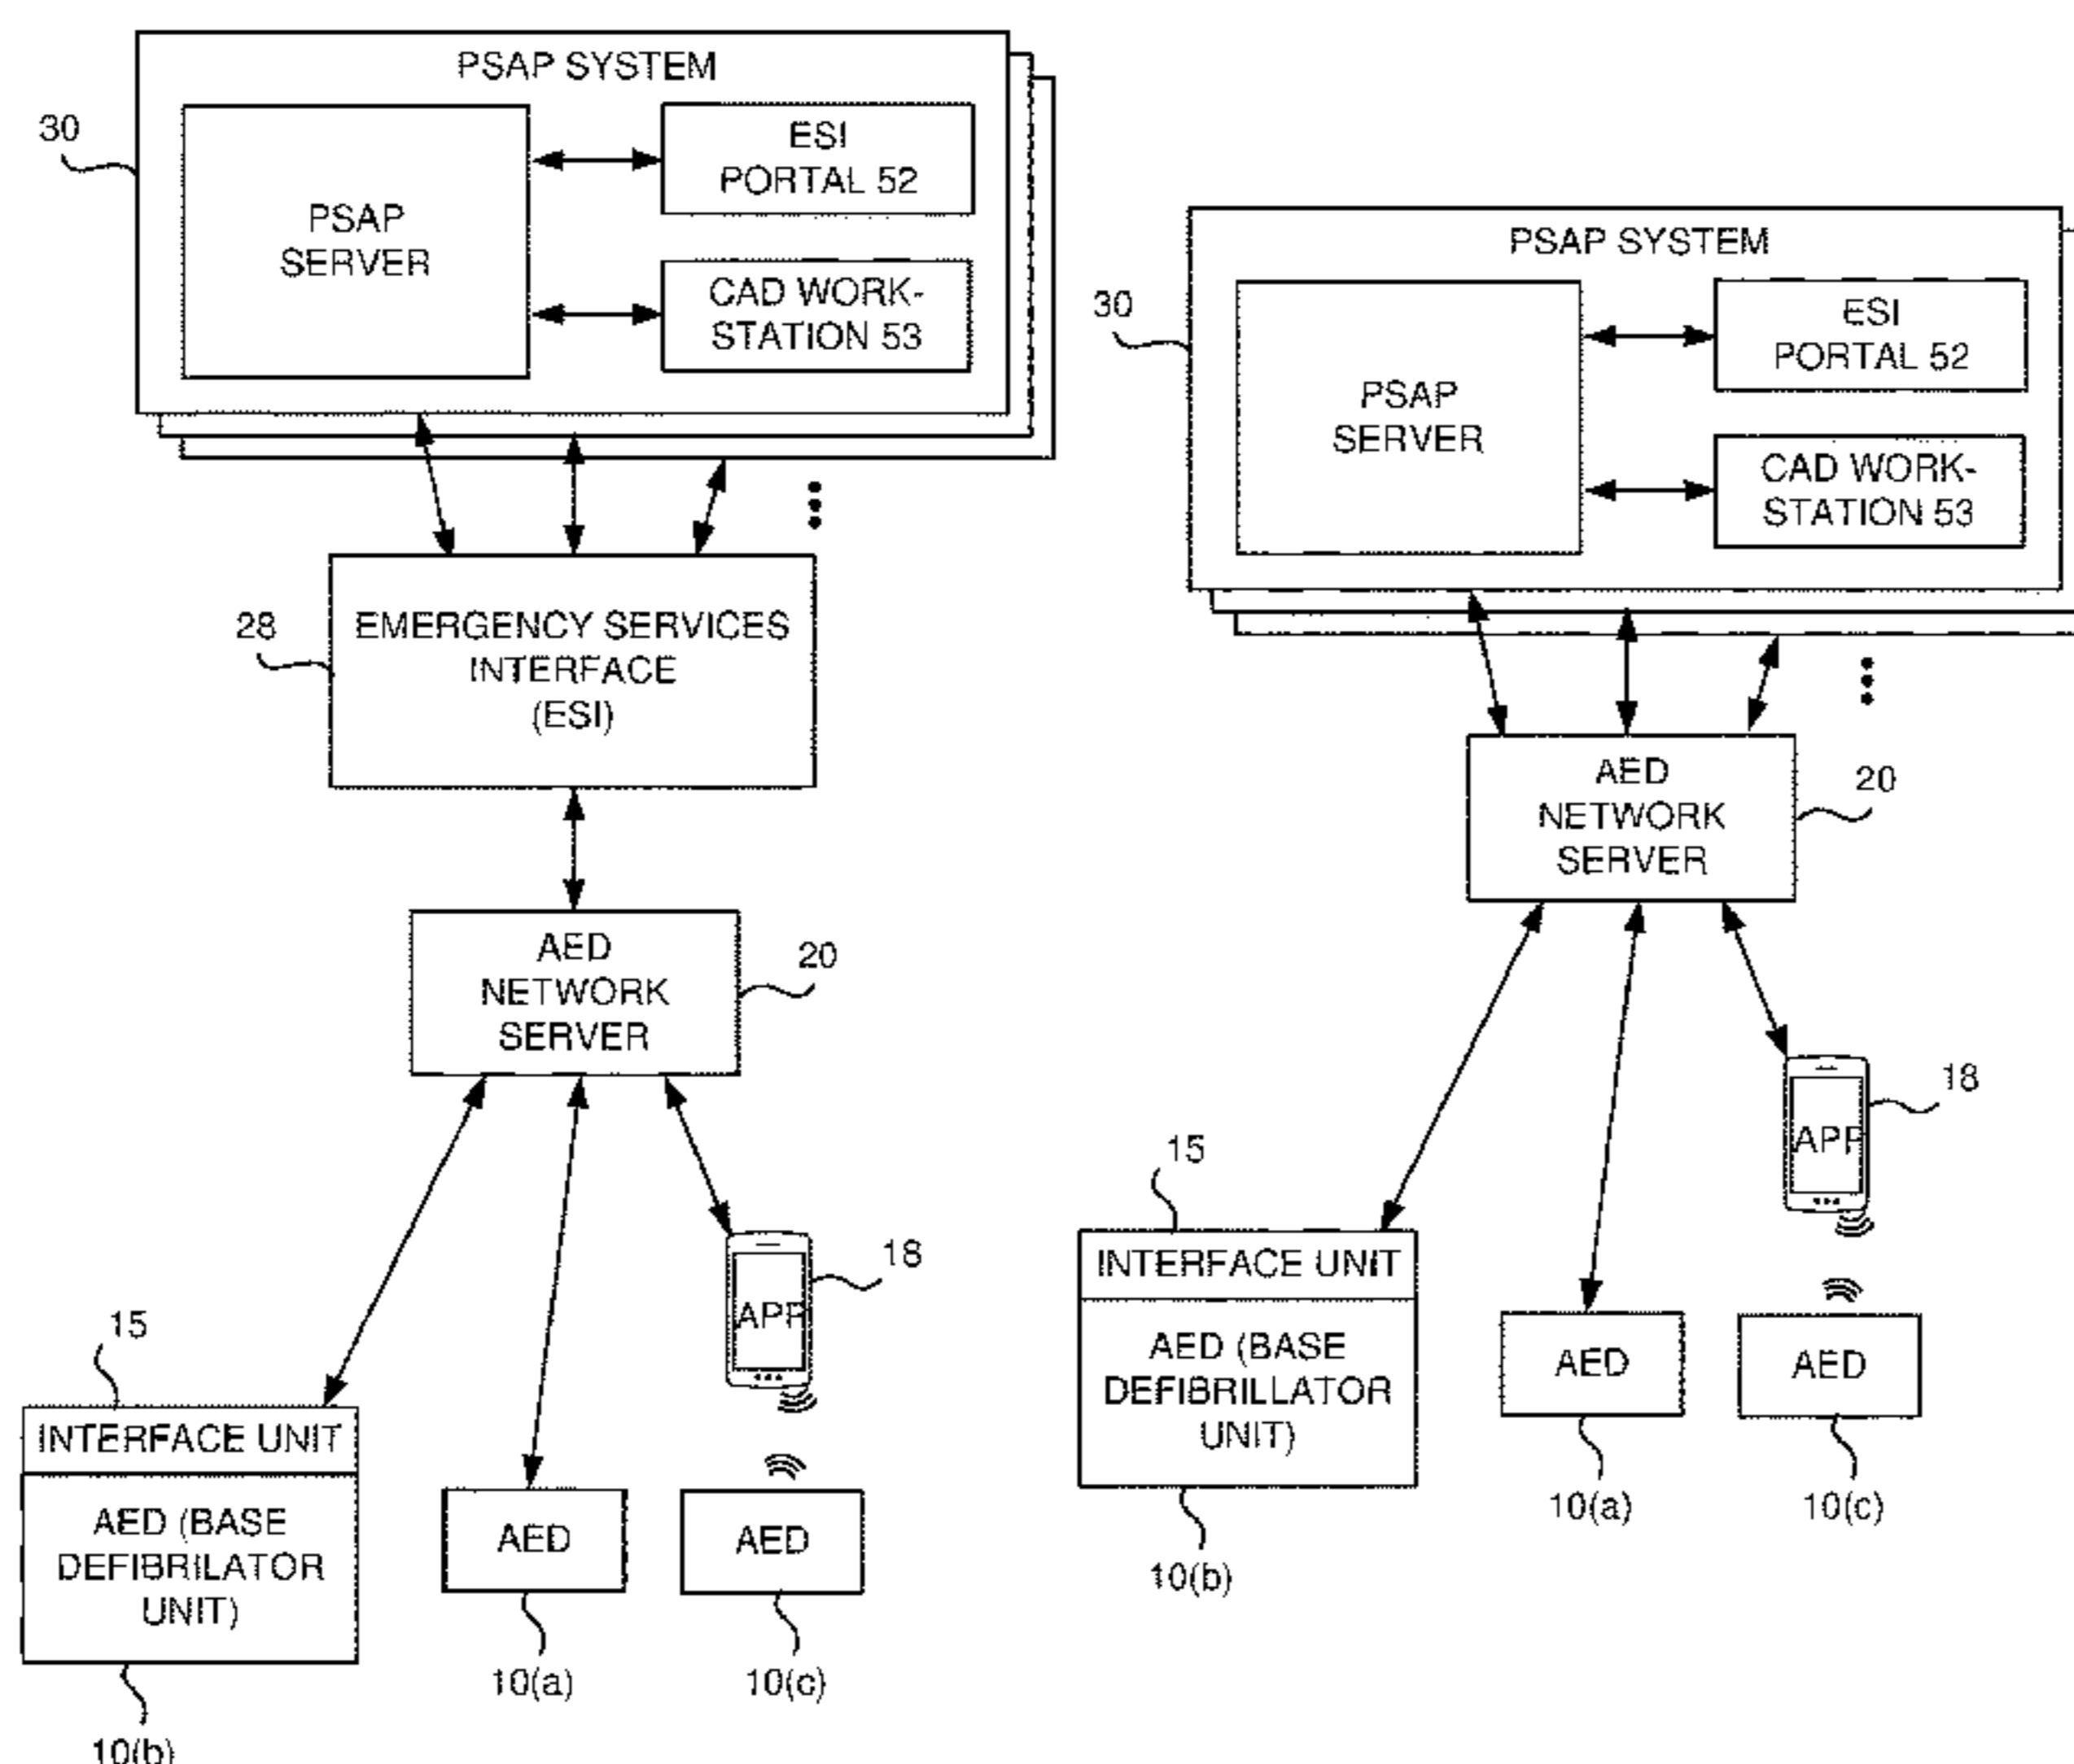 PSAP SYSTEM
30
PSAP
SERVER
ESI
PORTAL 52
CAD WORK-
STATION 53
28
EMERGENCY SERVICES
INTERFACE
(ESI)
AED
NETWORK
SERVER
20
APP
18
15
INTERFACE UNIT
AED (BASE
DEFIBRILATOR
UNIT)
10(b)
AED
10(a)
AED
10(c)
PSAP SYSTEM
30
PSAP
SERVER
ESI
PORTAL 52
CAD WORK-
STATION 53
AED
NETWORK
SERVER
20
APP
18
15
INTERFACE UNIT
AED (BASE
DEFIBRILLATOR
UNIT)
10(b)
AED
10(a)
AED
10(c)